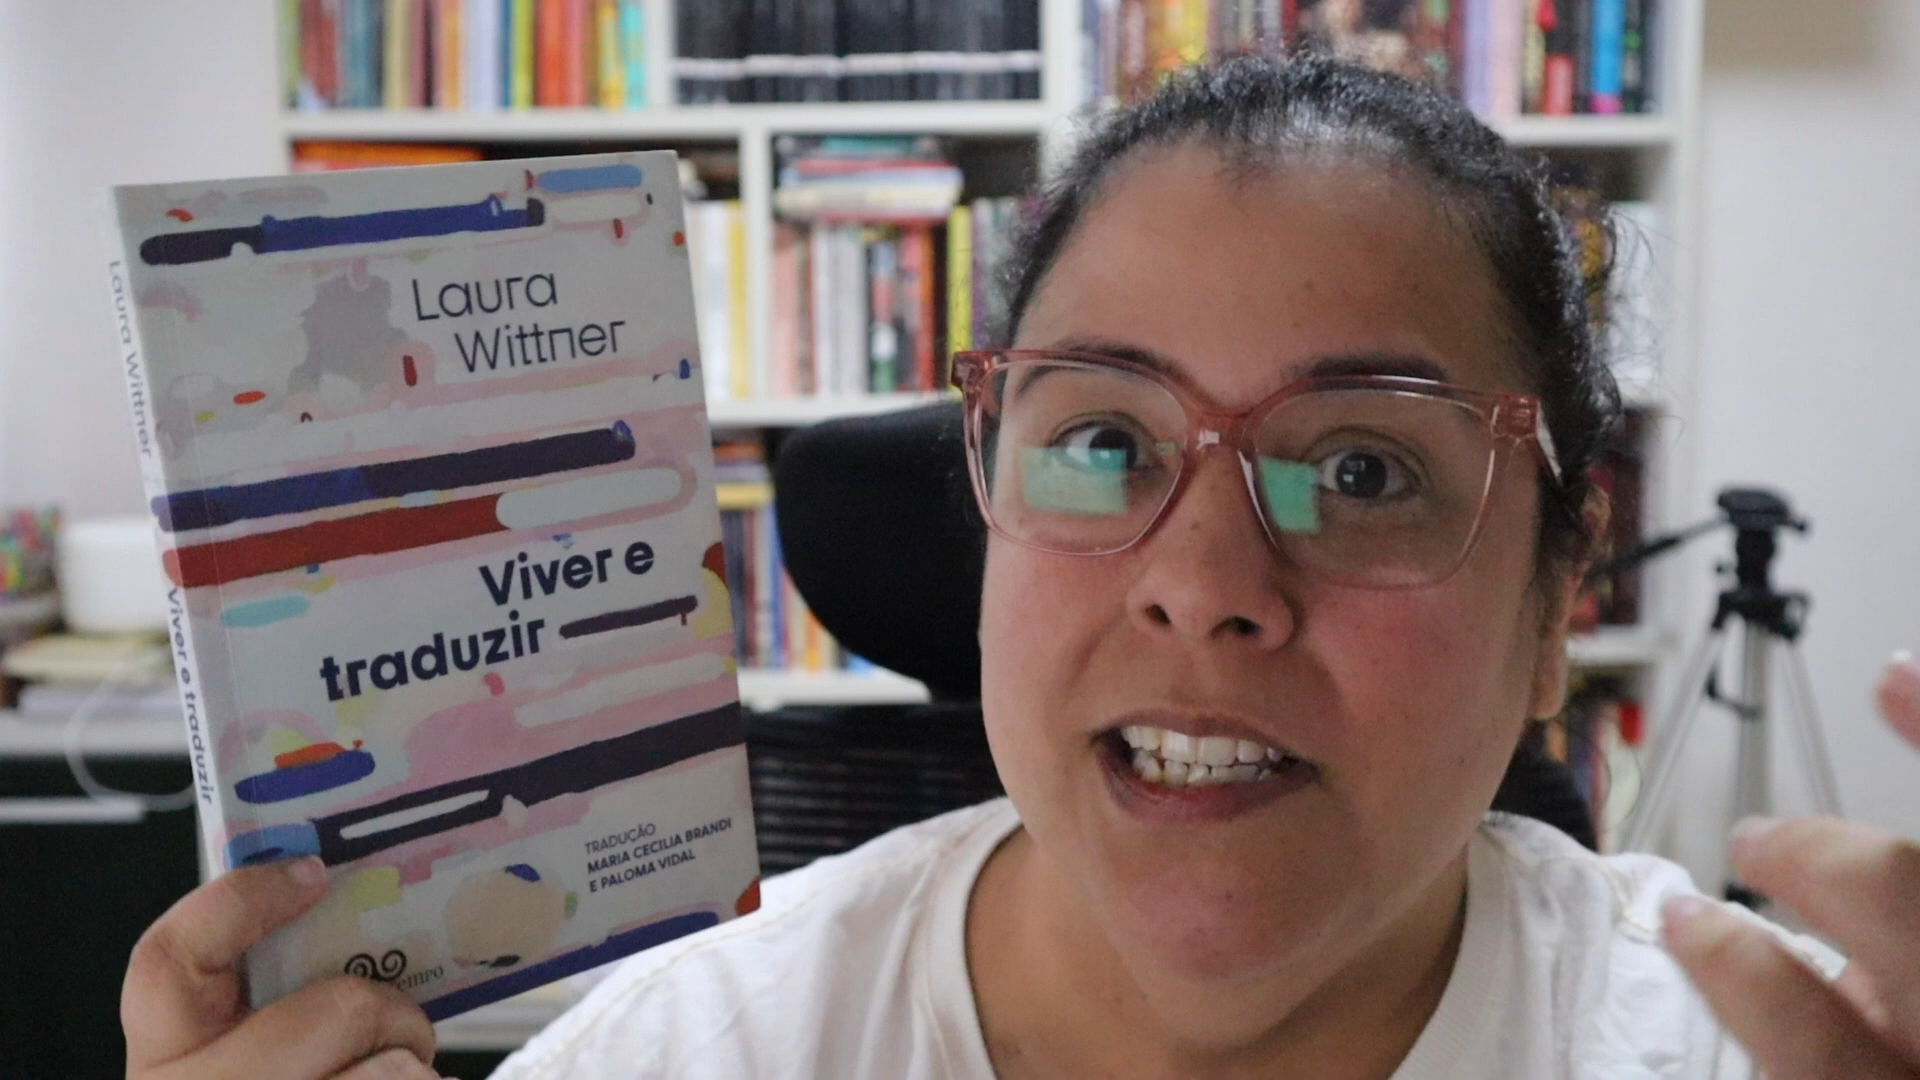 Laura
Wittner
Viver e
traduzir
TRADUÇÃO
MARIA CECILIA BRANDI
E PALOMA VIDAL
Laura Wittner
Viver e traduzir